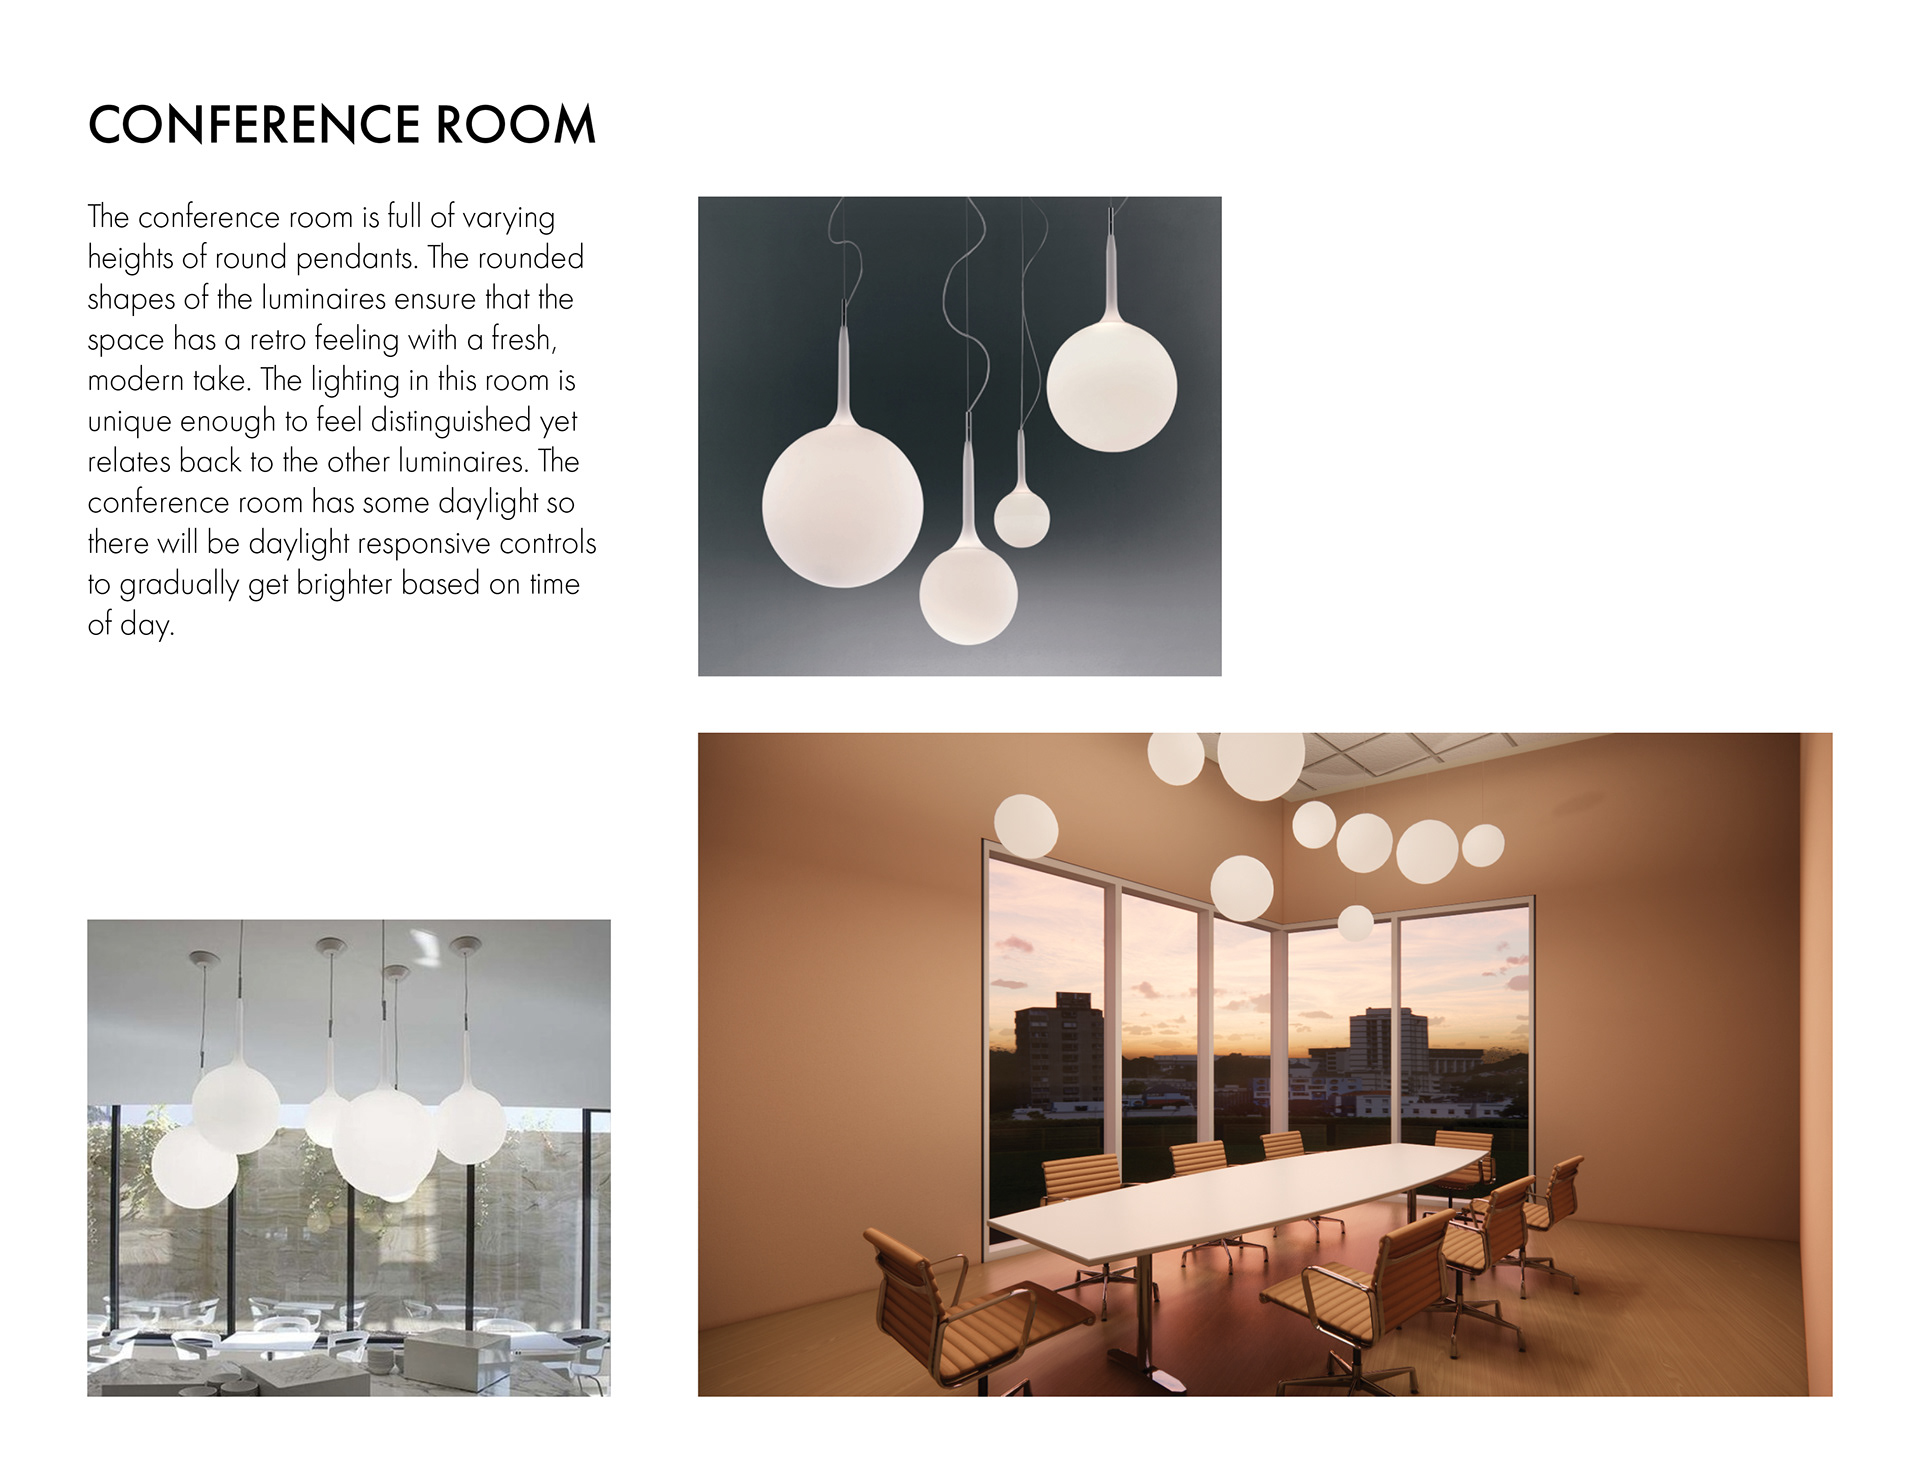 CONFERENCE ROOM
The conference room is full of varying
heights of round pendants. The rounded
shapes of the luminaires ensure that the
space has a retro feeling with a fresh,
modern take. The lighting in this room is
unique enough to feel distinguished yet
relates back to the other luminaires. The
conference room has some daylight so
there will be daylight responsive controls
to gradually get brighter based on time
of day.